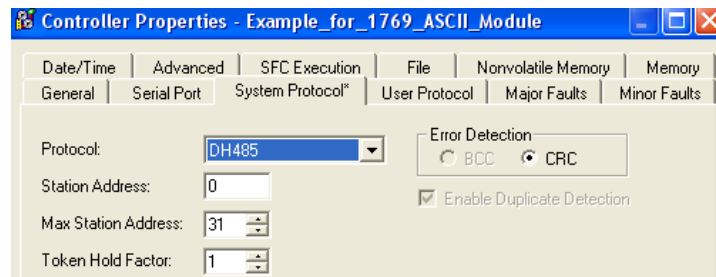 Controller Properties - Example_for_1769_ASCII_Module
Date/Time Advanced SFC Execution File Nonvolatile Memory Memory
General Serial Port System Protocol* User Protocol Major Faults Minor Faults
Protocol: DH485
Error Detection
BCC CRC
Station Address: 0
Enable Duplicate Detection
Max Station Address: 31
Token Hold Factor: 1